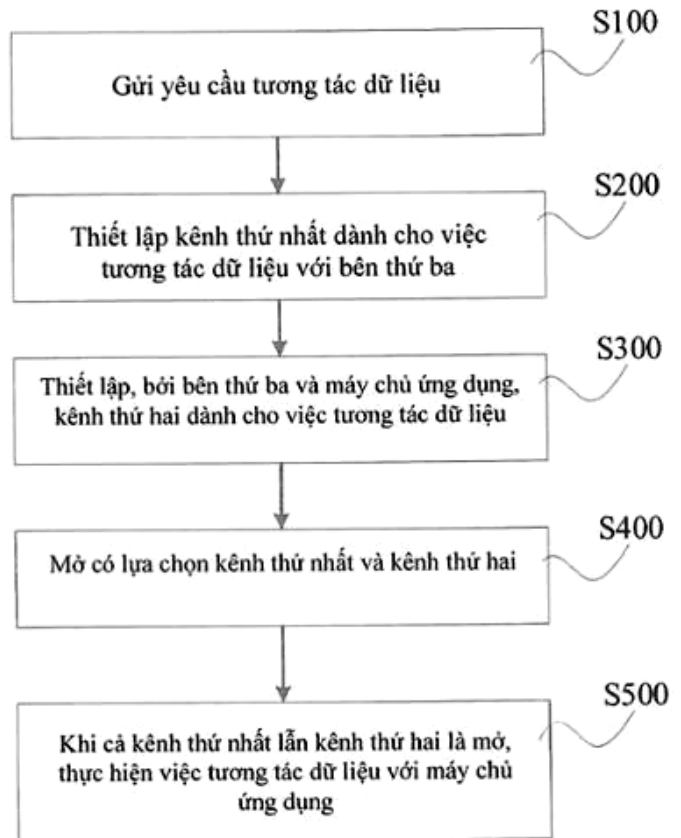 S100
Gửi yêu cầu tương tác dữ liệu
S200
Thiết lập kênh thứ nhất dành cho việc
tương tác dữ liệu với bên thứ ba
S300
Thiết lập, bởi bên thứ ba và máy chủ ứng dụng,
kênh thứ hai dành cho việc tương tác dữ liệu
S400
Mở có lựa chọn kênh thứ nhất và kênh thứ hai
S500
Khi cả kênh thứ nhất lẫn kênh thứ hai là mở,
thực hiện việc tương tác dữ liệu với máy chủ
ứng dụng